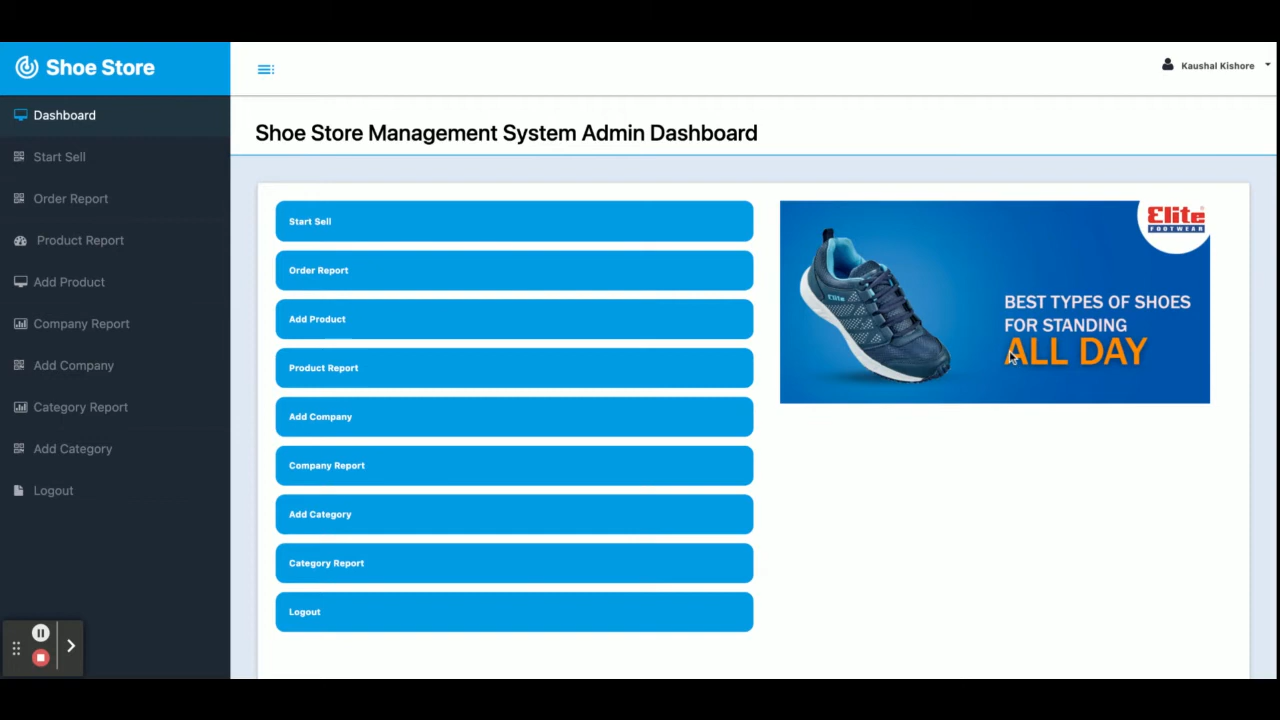 Shoe Store
Kaushal Kishore
Dashboard
Start Sell
Order Report
Product Report
Add Product
Company Report
Add Company
Category Report
Add Category
Logout
Shoe Store Management System Admin Dashboard
Start Sell
Order Report
Add Product
Product Report
Add Company
Company Report
Add Category
Category Report
Logout
Elite
FOOTWEAR
Elite
BEST TYPES OF SHOES
FOR STANDING
ALL DAY